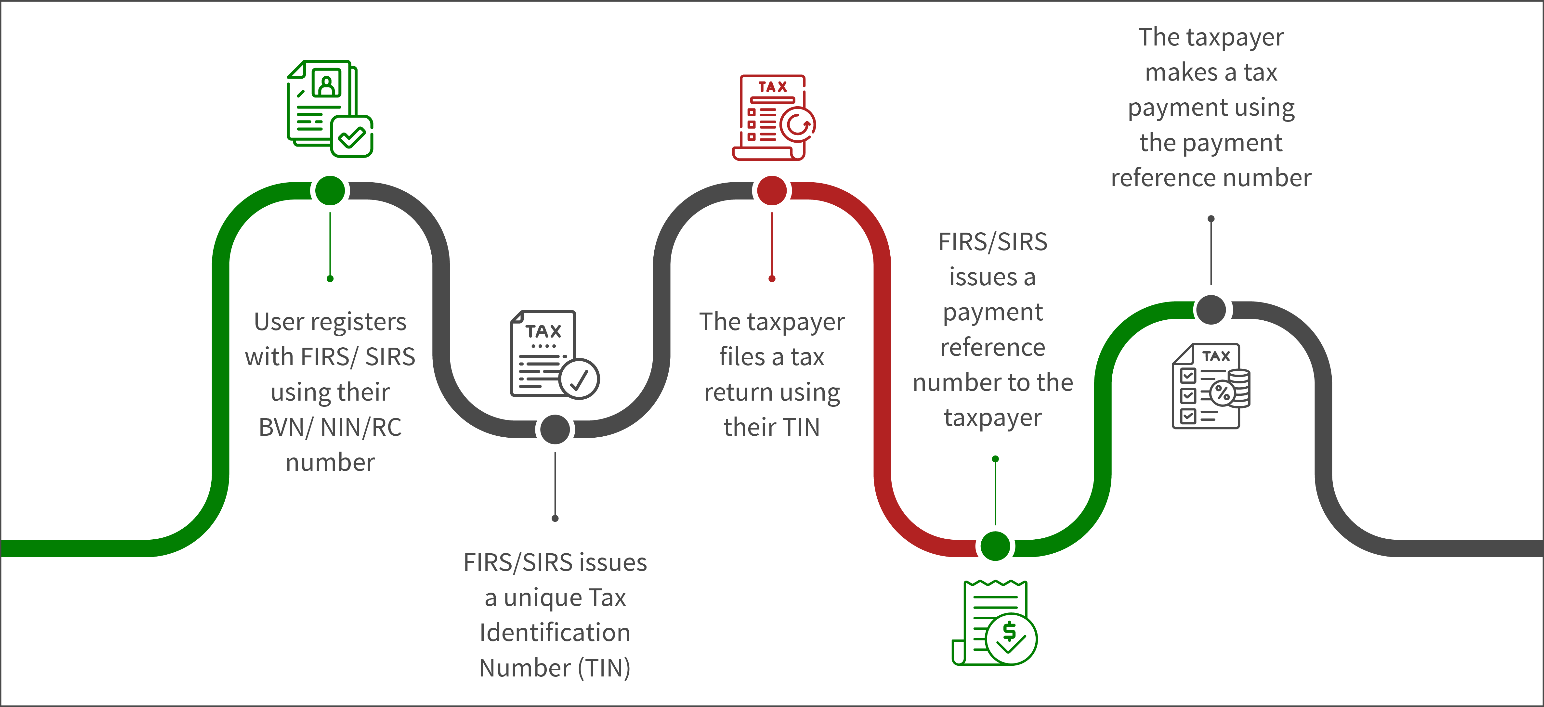 User registers
with FIRS/ SIRS
using their
BVN/ NIN/RC
number
TAX
FIRS/SIRS issues
a unique Tax
Identification
Number (TIN)
TAX
The taxpayer
files a tax
return using
their TIN
FIRS/SIRS
issues a
payment
reference
number to the
taxpayer
$
The taxpayer
makes a tax
payment using
the payment
reference number
TAX
%